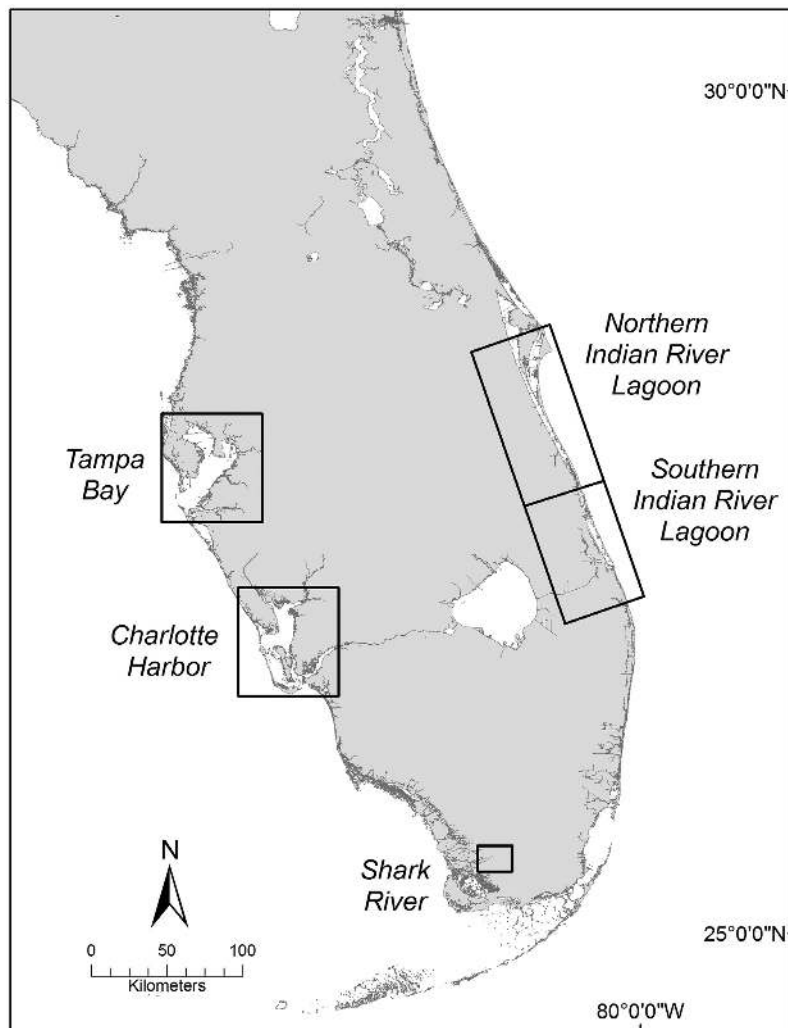 30°0'0"N
Northern
Indian River
Lagoon
Tampa
Bay
Southern
Indian River
Lagoon
Charlotte
Harbor
N
Shark
River
0 50 100
Kilometers
25°0'0"N
80°0'0"W